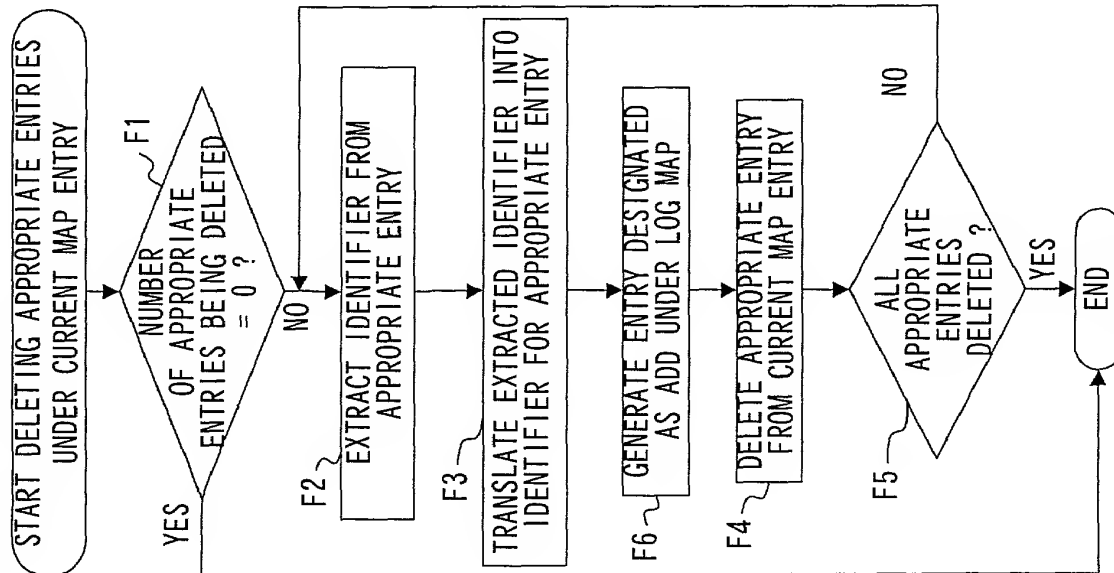 START DELETING APPROPRIATE ENTRIES
UNDER CURRENT MAP ENTRY
F1
NUMBER
OF APPROPRIATE
ENTRIES BEING DELETED
= 0 ?
YES
NO
F2
EXTRACT IDENTIFIER FROM
APPROPRIATE ENTRY
F3
TRANSLATE EXTRACTED IDENTIFIER INTO
IDENTIFIER FOR APPROPRIATE ENTRY
F6
GENERATE ENTRY DESIGNATED
AS ADD UNDER LOG MAP
F4
DELETE APPROPRIATE ENTRY
FROM CURRENT MAP ENTRY
F5
ALL
APPROPRIATE
ENTRIES
DELETED ?
NO
YES
END